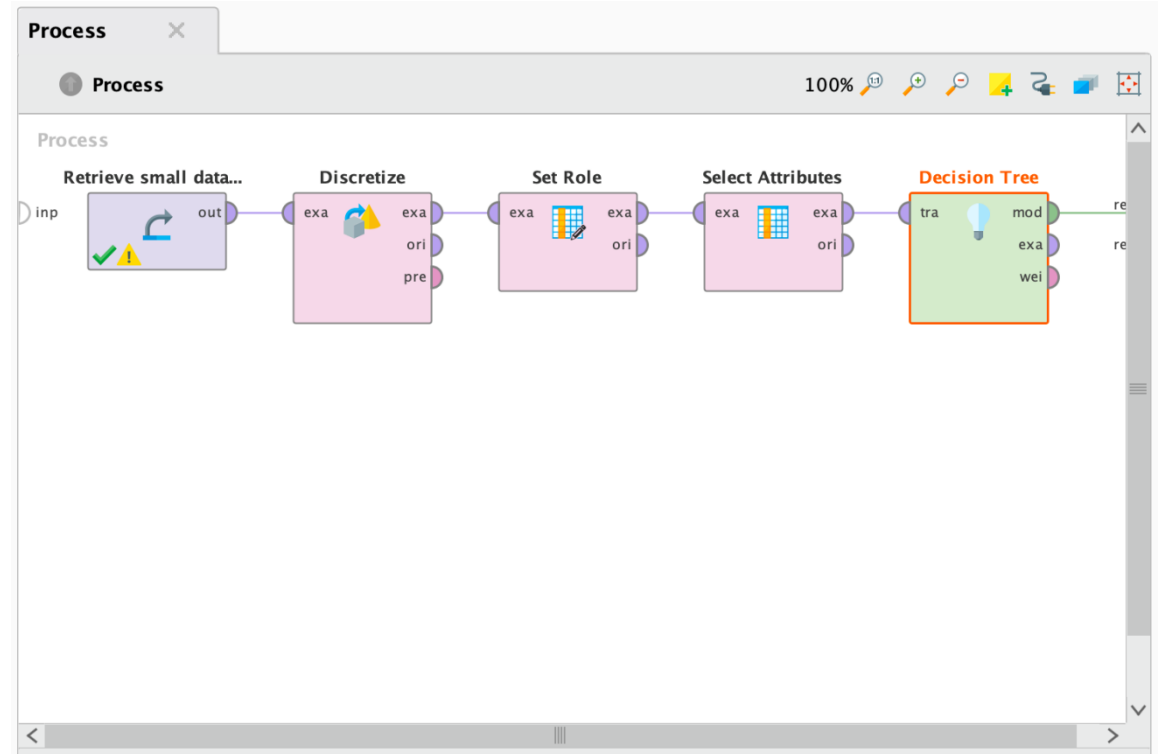 Process
Process
100%
Process
Retrieve small data... Discretize Set Role Select Attributes Decision Tree
inp out exa exa exa exa exa exa tra mod re
ori ori ori exa re
pre wei